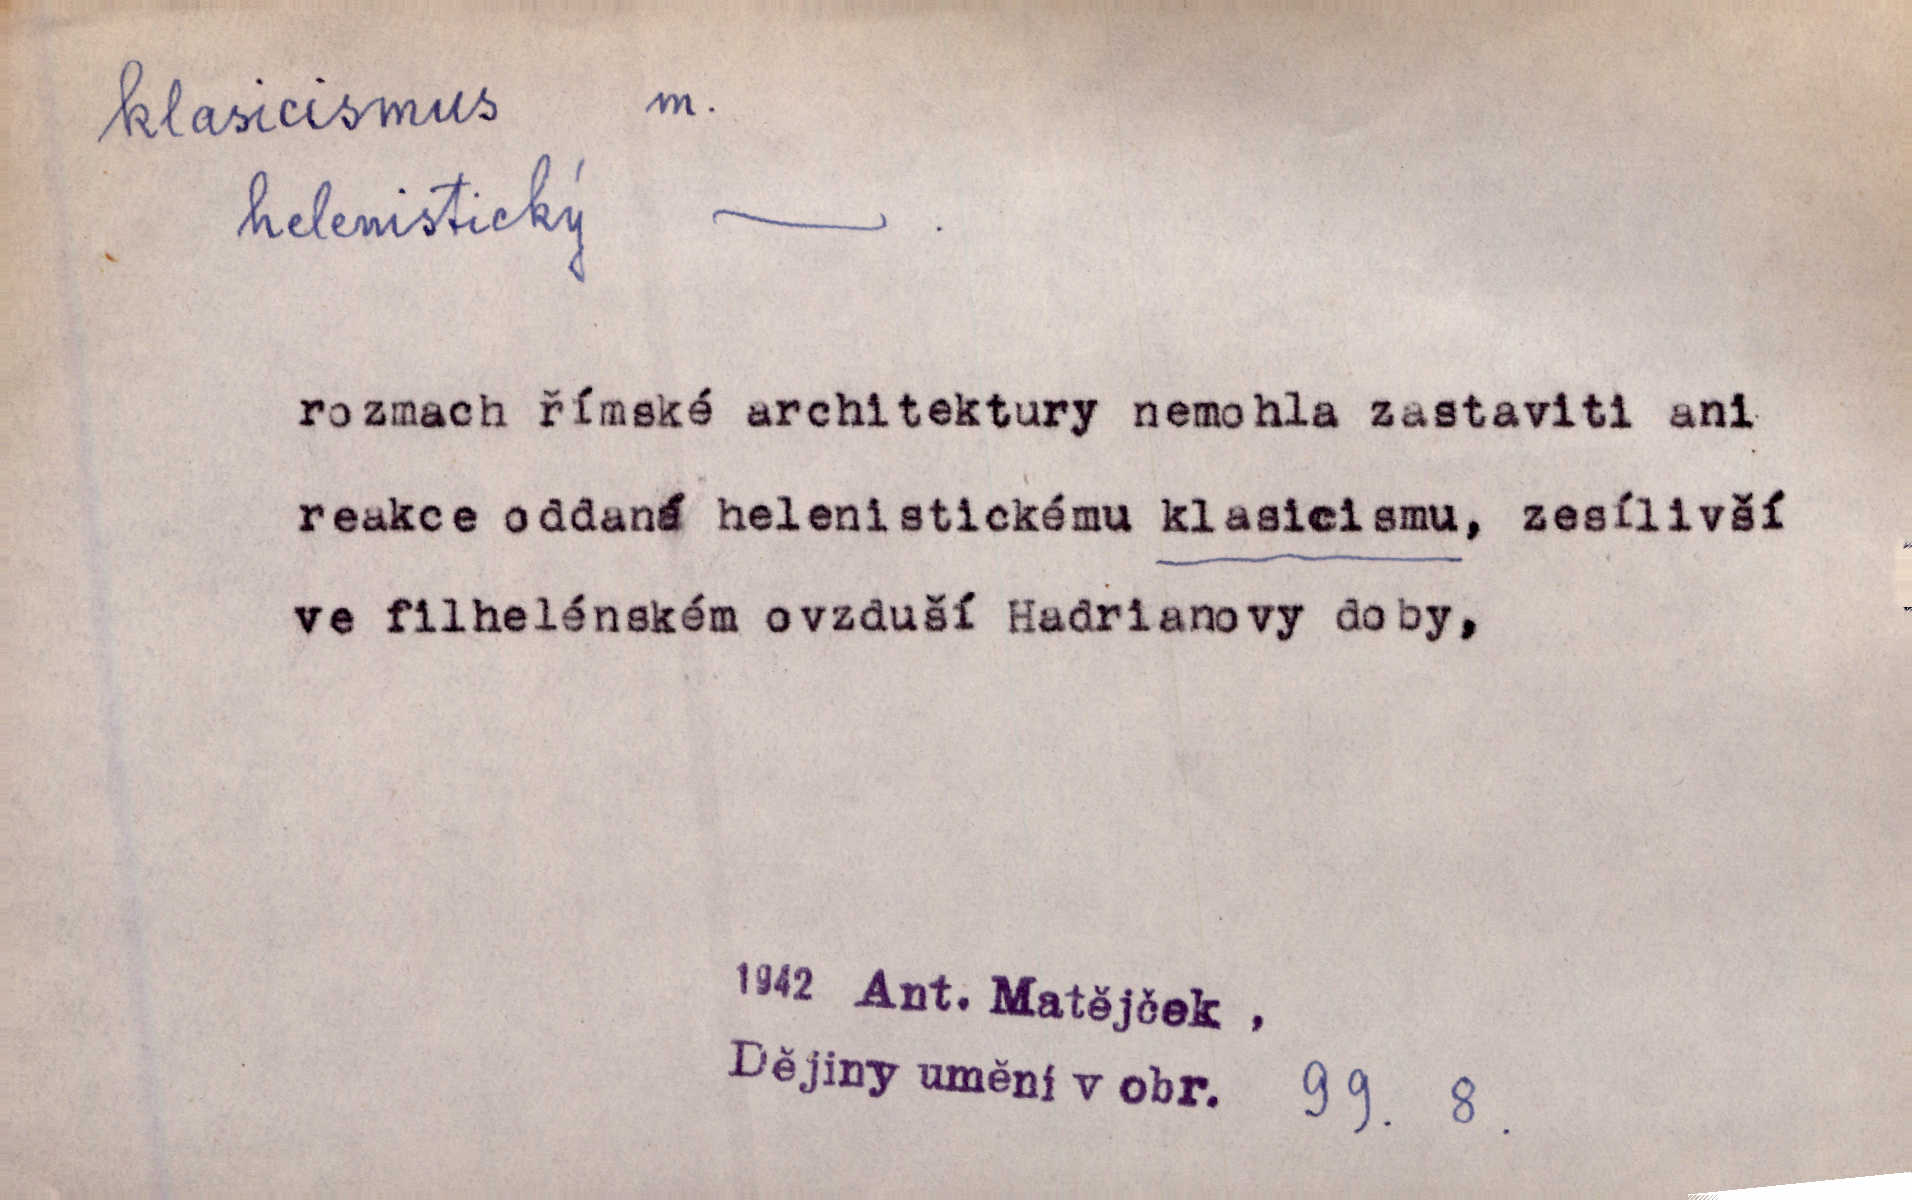 klasicismus m.
helenistický —— .
rozmach římské architektury nemohla zastaviti ani
reakce oddaná helenistickému klasicismu, zesílivší
ve filhelénském ovzduší Hadrianovy doby,
1942 Ant. Matějček ,
Dějiny umění v obr. 99. 8.